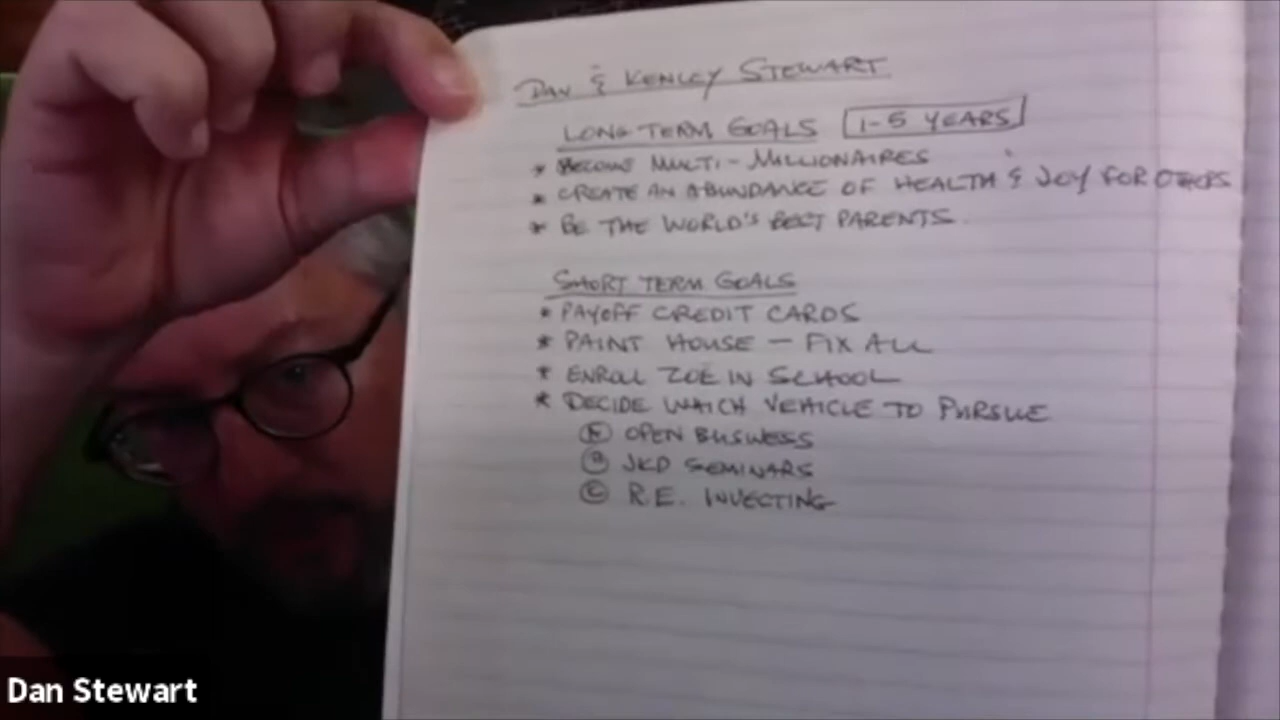 DAN & KENLEY STEWART
LONG TERM GOALS 1-5 YEARS
* BECOME MULTI-MILLIONAIRES
* CREATE AN ABUNDANCE OF HEALTH & JOY FOR OTHERS
* BE THE WORLD'S BEST PARENTS.
SHORT TERM GOALS
* PAYOFF CREDIT CARDS
* PAINT HOUSE - FIX ALL
* ENROLL ZOE IN SCHOOL
* DECIDE WHICH VEHICLE TO PURSUE
Ⓐ OPEN BUSINESS
Ⓑ JKD SEMINARS
Ⓒ R.E. INVESTING
Dan Stewart